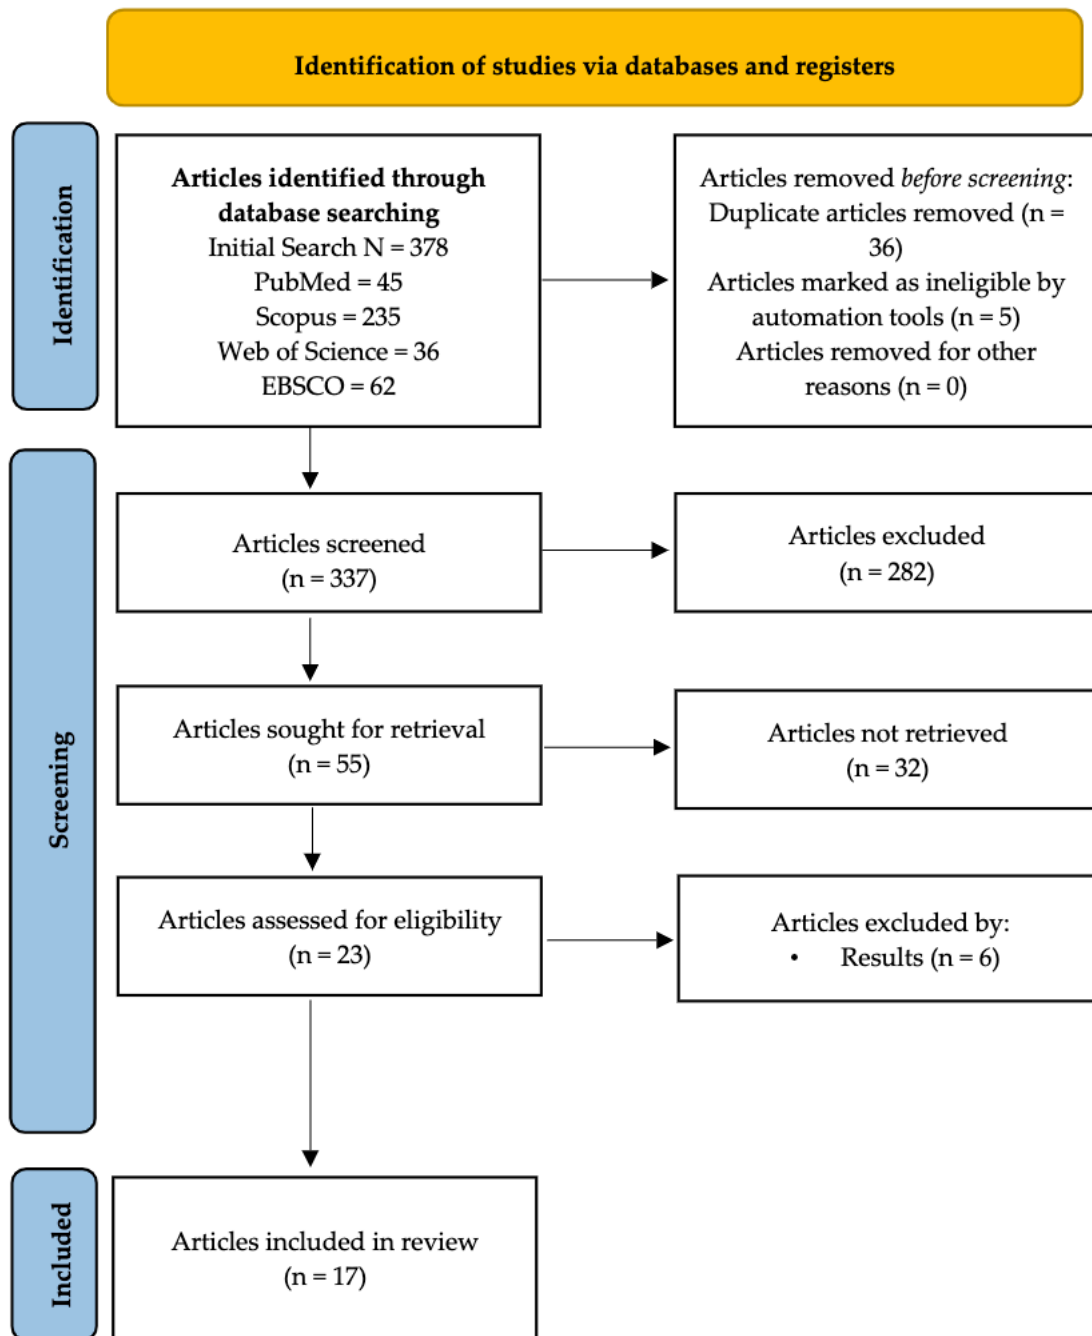 Identification of studies via databases and registers
Identification
Articles identified through
database searching
Initial Search N = 378
PubMed = 45
Scopus = 235
Web of Science = 36
EBSCO = 62
Articles removed before screening:
Duplicate articles removed (n =
36)
Articles marked as ineligible by
automation tools (n = 5)
Articles removed for other
reasons (n = 0)
Screening
Articles screened
(n = 337)
Articles excluded
(n = 282)
Articles sought for retrieval
(n = 55)
Articles not retrieved
(n = 32)
Articles assessed for eligibility
(n = 23)
Articles excluded by:
• Results (n = 6)
Included
Articles included in review
(n = 17)